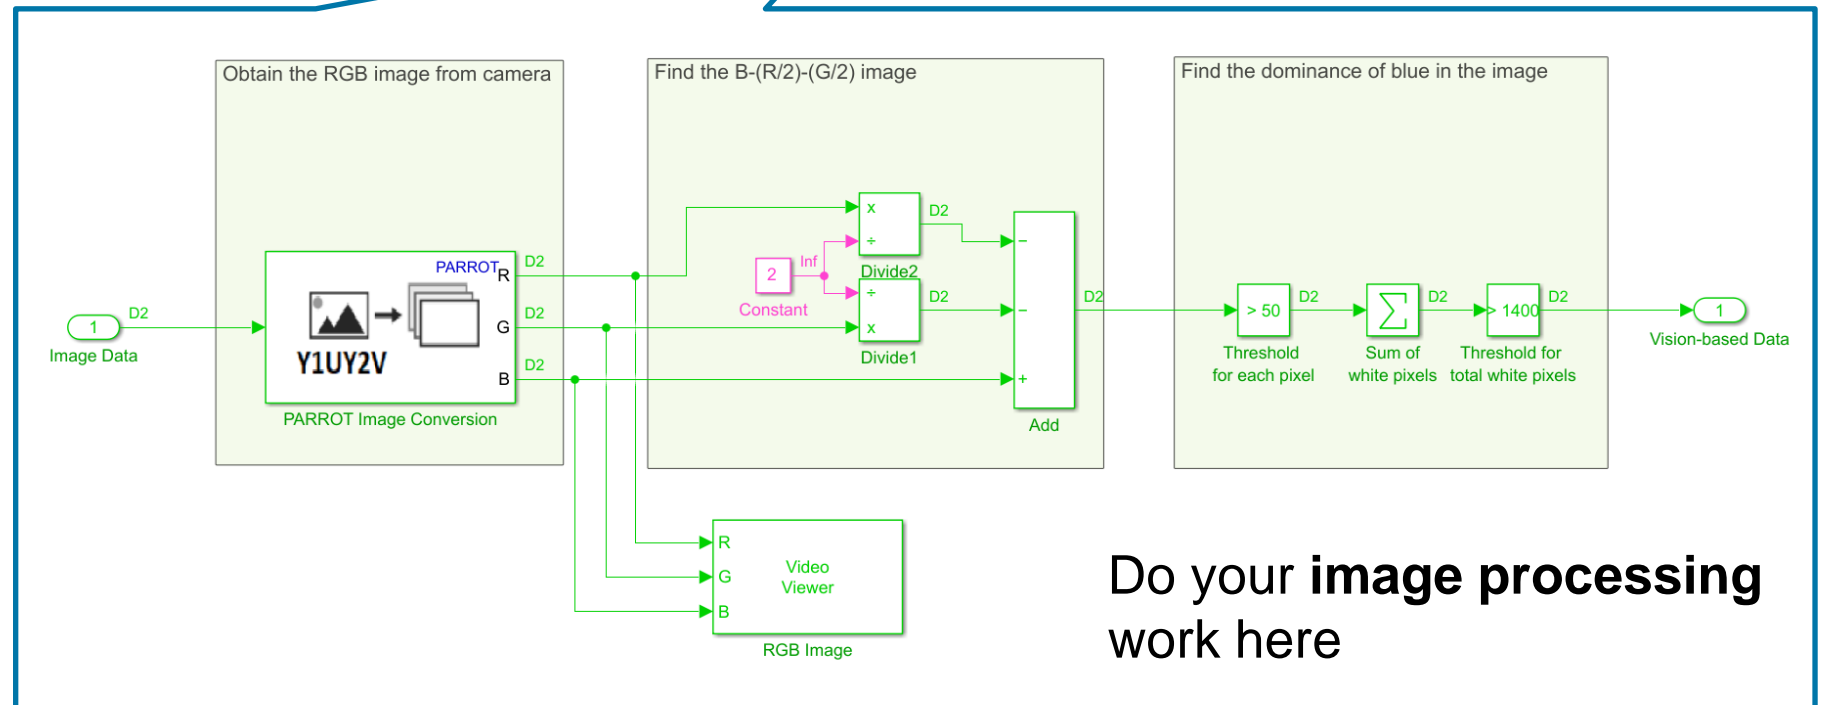 Obtain the RGB image from camera
Find the B-(R/2)-(G/2) image
Find the dominance of blue in the image
1
D2
Image Data
PARROT
R
G
B
Y1UY2V
PARROT Image Conversion
D2
D2
D2
2
Inf
Constant
x
÷
D2
Divide2
÷
x
D2
Divide1
−
−
+
Add
D2
> 50
D2
Threshold
for each pixel
∑
D2
Sum of
white pixels
> 1400
D2
Threshold for
total white pixels
1
Vision-based Data
R
G
B
Video
Viewer
RGB Image
Do your image processing
work here